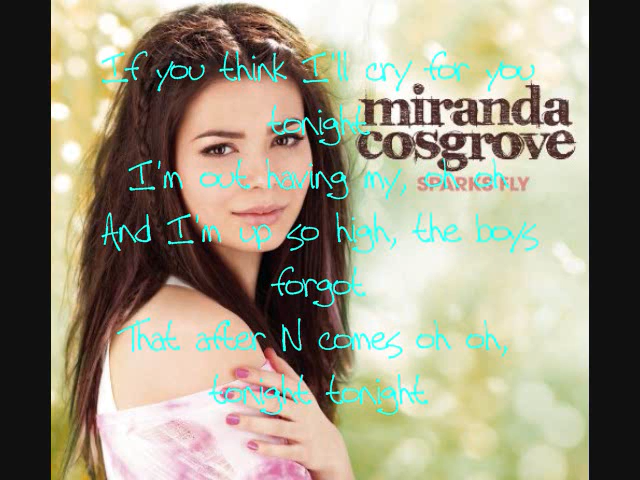 If you think I'll cry for you
tonight
miranda
cosgrove
I'm out having my, oh oh
SPARKS FLY
And I'm up so high, the boys
forgot
That after N comes oh oh,
tonight tonight